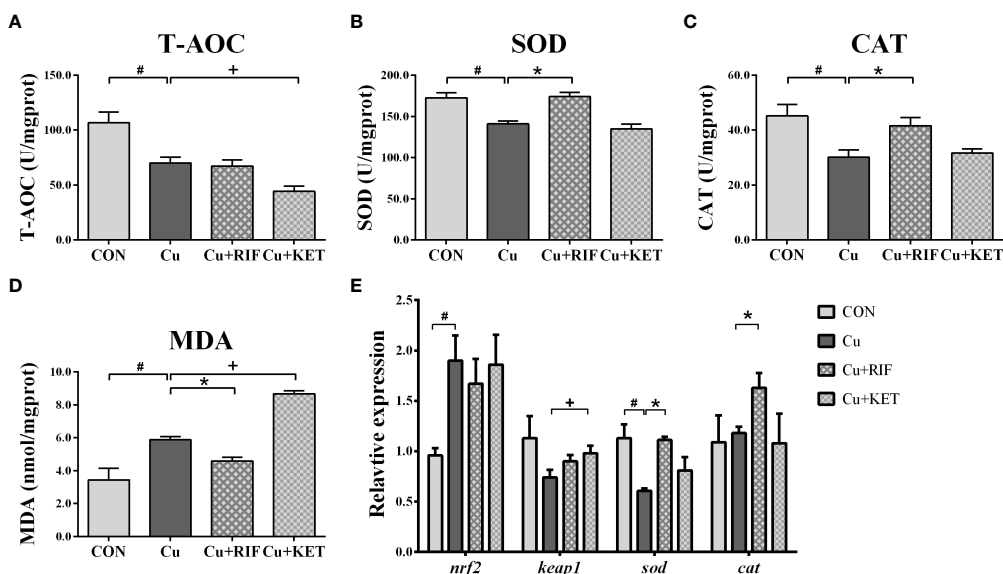 A
T-AOC
T-AOC (U/mgprot)
150.0
100.0
50.0
0.0
#
+
CON
Cu
Cu+RIF
Cu+KET
B
SOD
SOD (U/mgprot)
200.0
150.0
100.0
50.0
0.0
#
*
CON
Cu
Cu+RIF
Cu+KET
C
CAT
CAT (U/mgprot)
60.0
40.0
20.0
0.0
#
*
CON
Cu
Cu+RIF
Cu+KET
D
MDA
MDA (nmol/mgprot)
10.0
8.0
6.0
4.0
2.0
0.0
#
+
*
CON
Cu
Cu+RIF
Cu+KET
E
Relavtive expression
2.5
2.0
1.5
1.0
0.5
0.0
#
+
#
*
*
nrf2
keap1
sod
cat
CON
Cu
Cu+RIF
Cu+KET